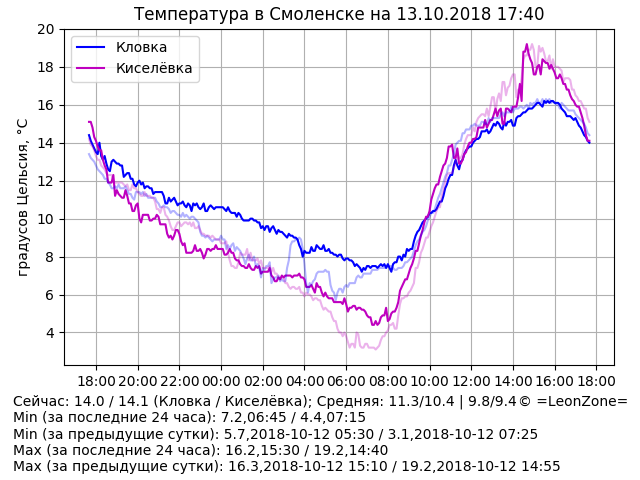 Температура в Смоленске на 13.10.2018 17:40
Кловка
Киселёвка
градусов Цельсия, °C
20
18
16
14
12
10
8
6
4
18:00 20:00 22:00 00:00 02:00 04:00 06:00 08:00 10:00 12:00 14:00 16:00 18:00
Сейчас: 14.0 / 14.1 (Кловка / Киселёвка); Средняя: 11.3/10.4 | 9.8/9.4© =LeonZone=
Min (за последние 24 часа): 7.2,06:45 / 4.4,07:15
Min (за предыдущие сутки): 5.7,2018-10-12 05:30 / 3.1,2018-10-12 07:25
Max (за последние 24 часа): 16.2,15:30 / 19.2,14:40
Max (за предыдущие сутки): 16.3,2018-10-12 15:10 / 19.2,2018-10-12 14:55